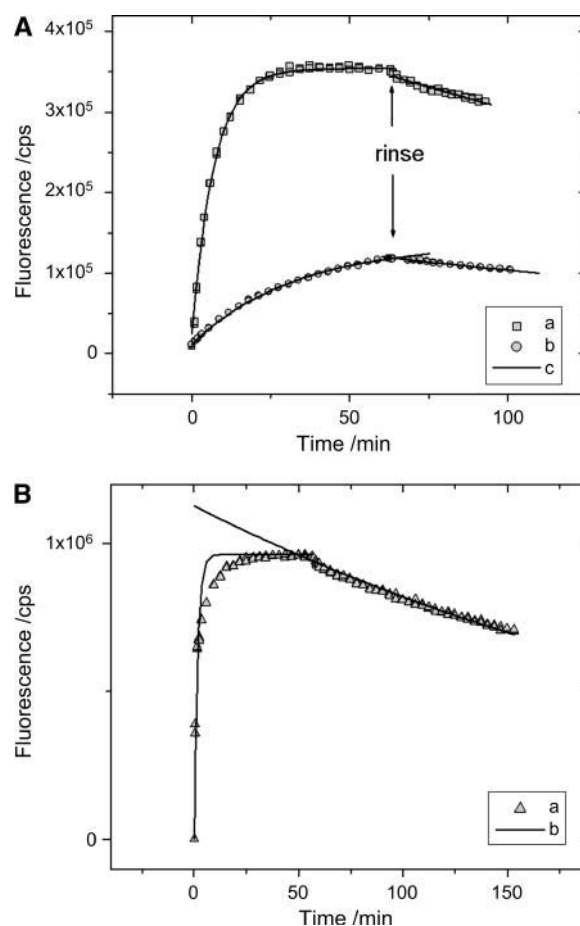 A
4x10⁵
3x10⁵
2x10⁵
1x10⁵
0
Fluorescence /cps
rinse
a
b
c
0 50 100
Time /min
B
1x10⁶
0
Fluorescence /cps
a
b
0 50 100 150
Time /min